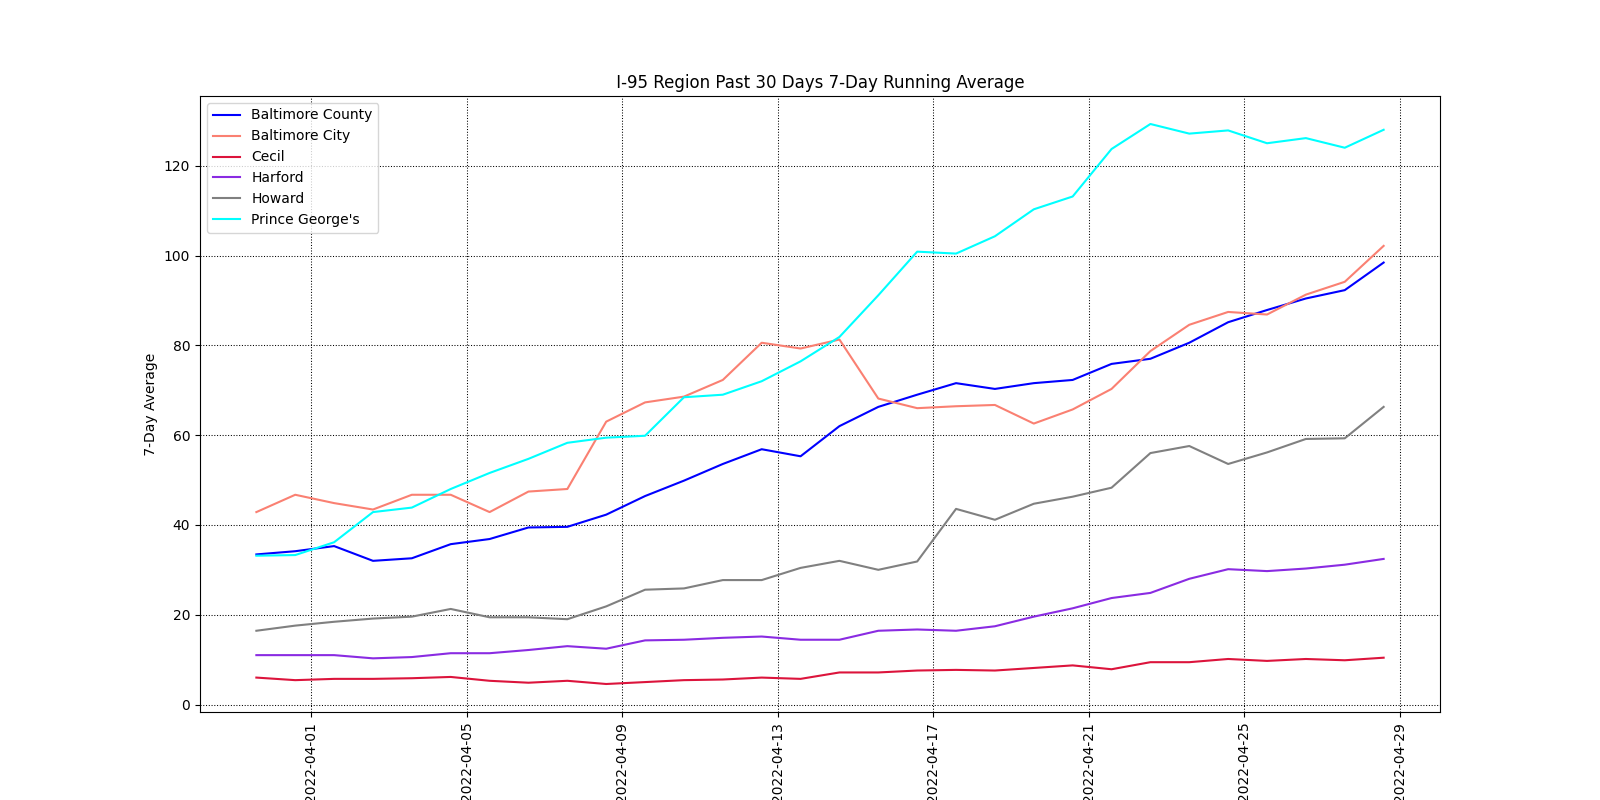 I-95 Region Past 30 Days 7-Day Running Average
Baltimore County
Baltimore City
Cecil
Harford
Howard
Prince George's
7-Day Average
120
100
80
60
40
20
0
2022-04-01
2022-04-05
2022-04-09
2022-04-13
2022-04-17
2022-04-21
2022-04-25
2022-04-29